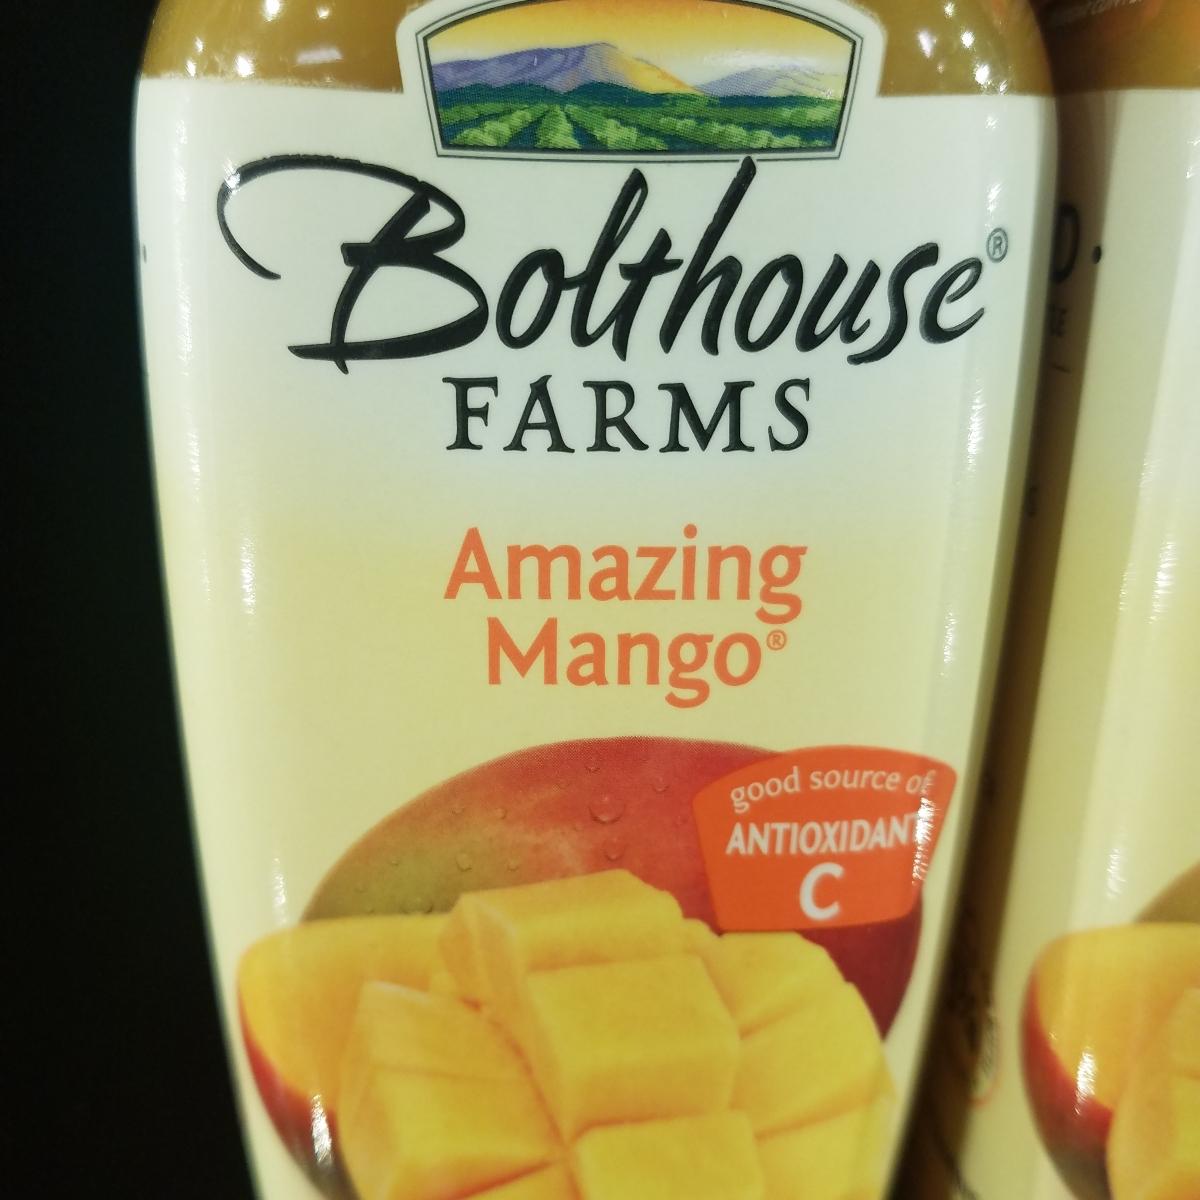 Bolthouse®
FARMS
Amazing
Mango®
good source of
ANTIOXIDANT
C